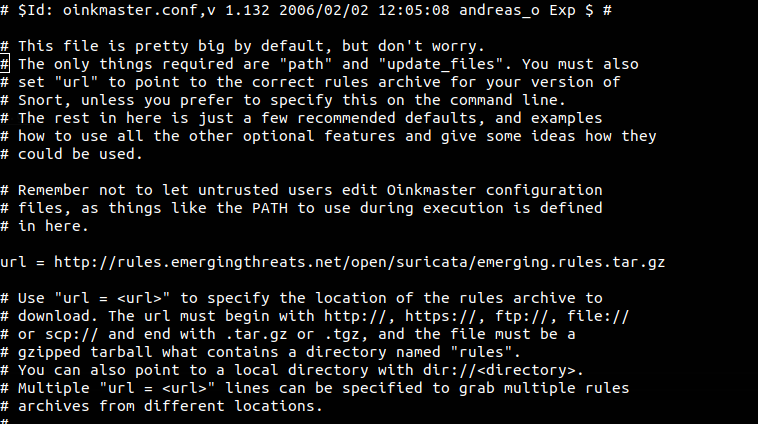 # $Id: oinkmaster.conf,v 1.132 2006/02/02 12:05:08 andreas_o Exp $ #
# This file is pretty big by default, but don't worry.
# The only things required are "path" and "update_files". You must also
# set "url" to point to the correct rules archive for your version of
# Snort, unless you prefer to specify this on the command line.
# The rest in here is just a few recommended defaults, and examples
# how to use all the other optional features and give some ideas how they
# could be used.
# Remember not to let untrusted users edit Oinkmaster configuration
# files, as things like the PATH to use during execution is defined
# in here.
url = http://rules.emergingthreats.net/open/suricata/emerging.rules.tar.gz
# Use "url = <url>" to specify the location of the rules archive to
# download. The url must begin with http://, https://, ftp://, file://
# or scp:// and end with .tar.gz or .tgz, and the file must be a
# gzipped tarball what contains a directory named "rules".
# You can also point to a local directory with dir://<directory>.
# Multiple "url = <url>" lines can be specified to grab multiple rules
# archives from different locations.
#